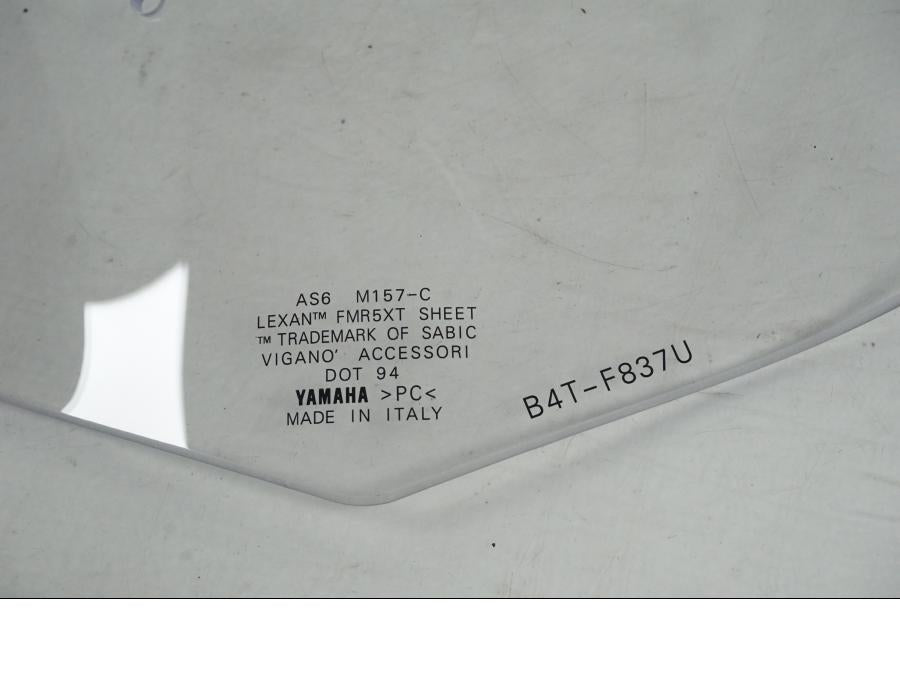 AS6 M157-C
LEXAN™ FMR5XT SHEET
™ TRADEMARK OF SABIC
VIGANO' ACCESSORI
DOT 94
YAMAHA >PC<
MADE IN ITALY
B4T-F837U